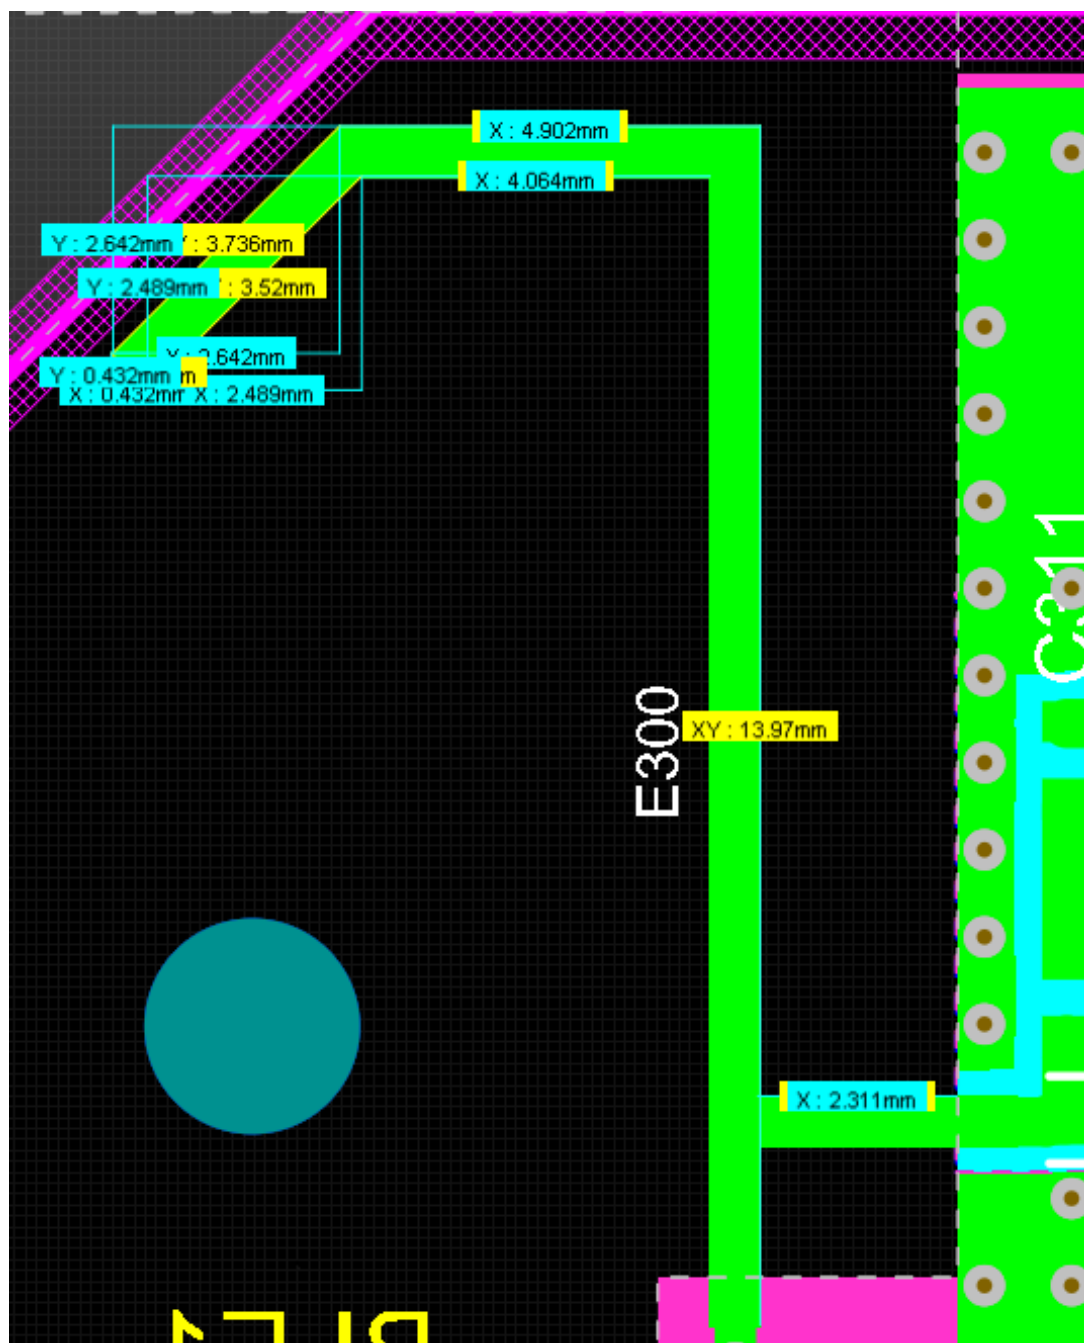 X : 4.902mm
X : 4.064mm
Y : 2.642mm
: 3.736mm
Y : 2.489mm
: 3.52mm
X : 2.642mm
Y : 0.432mm
X : 0.432mm
X : 2.489mm
C311
E300
XY : 13.97mm
X : 2.311mm